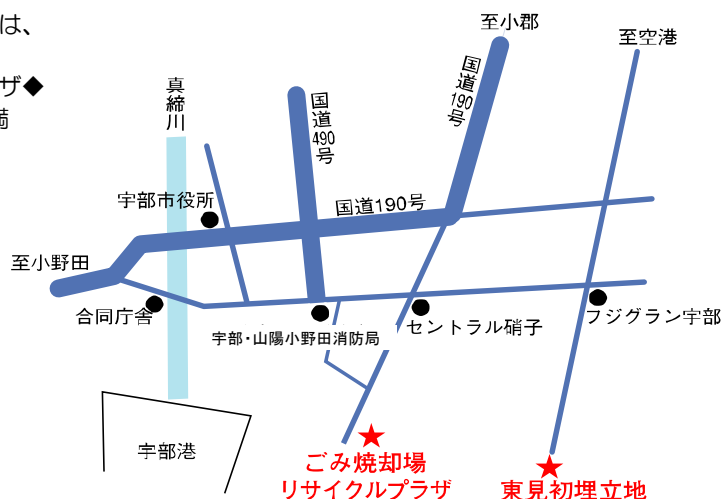 は、
ザ◆
満
至小郡
至空港
国道190号
真締川
国道490号
宇部市役所
国道190号
至小野田
合同庁舎
宇部・山陽小野田消防局
セントラル硝子
フジグラン宇部
宇部港
ごみ焼却場
リサイクルプラザ
東見初埋立地